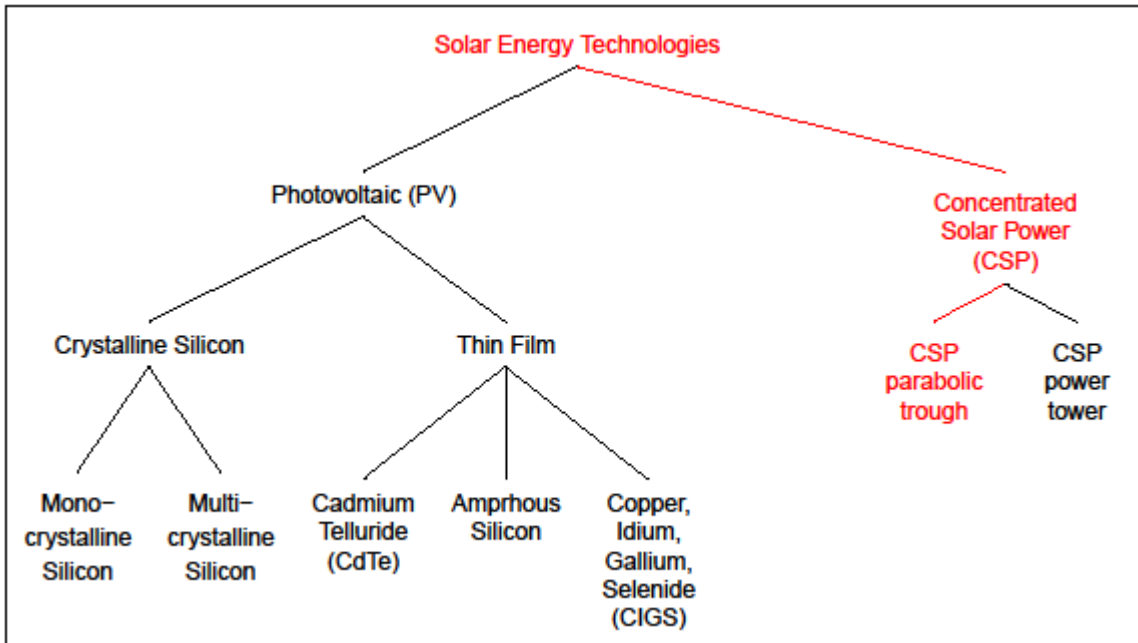 Solar Energy Technologies
Photovoltaic (PV)
Concentrated
Solar Power
(CSP)
Crystalline Silicon
Thin Film
CSP
parabolic
trough
CSP
power
tower
Mono−
crystalline
Silicon
Multi−
crystalline
Silicon
Cadmium
Telluride
(CdTe)
Amprhous
Silicon
Copper,
Idium,
Gallium,
Selenide
(CIGS)